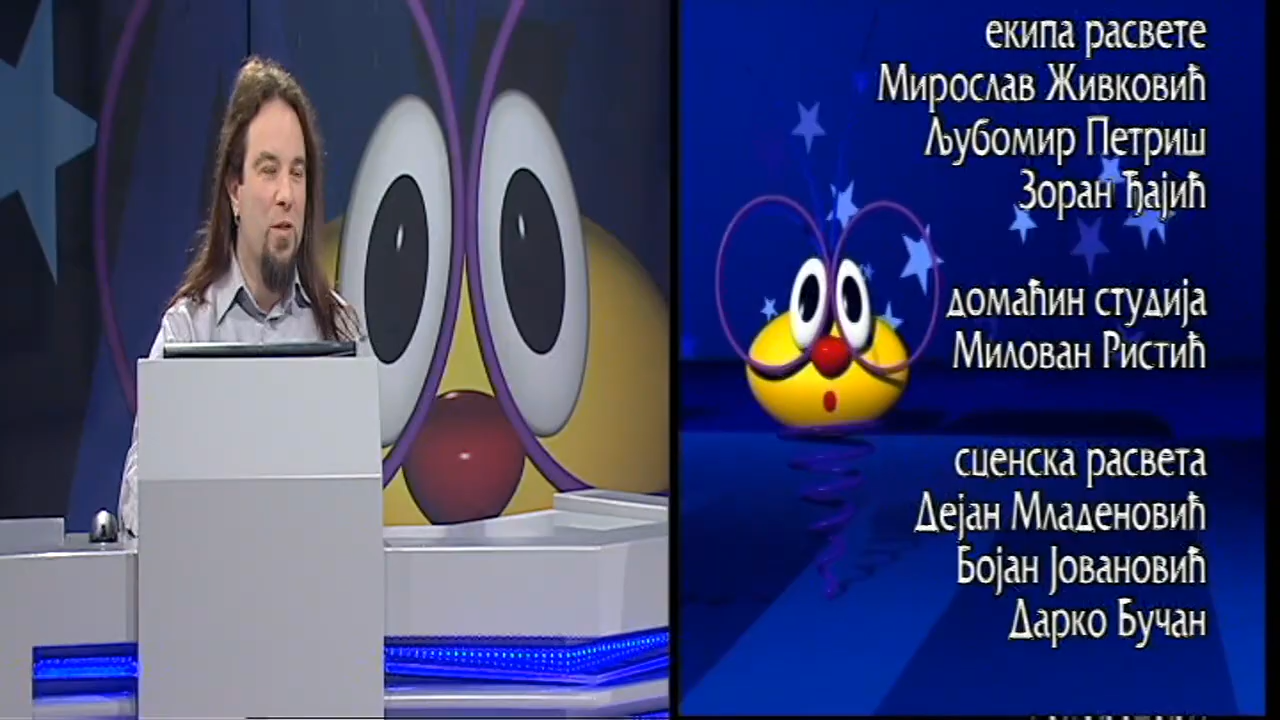 екипа расвете
Мирослав Живковић
Љубомир Петриш
Зоран Ђајић
домаћин студија
Милован Ристић
сценска расвета
Дејан Младеновић
Бојан Јовановић
Дарко Бучан